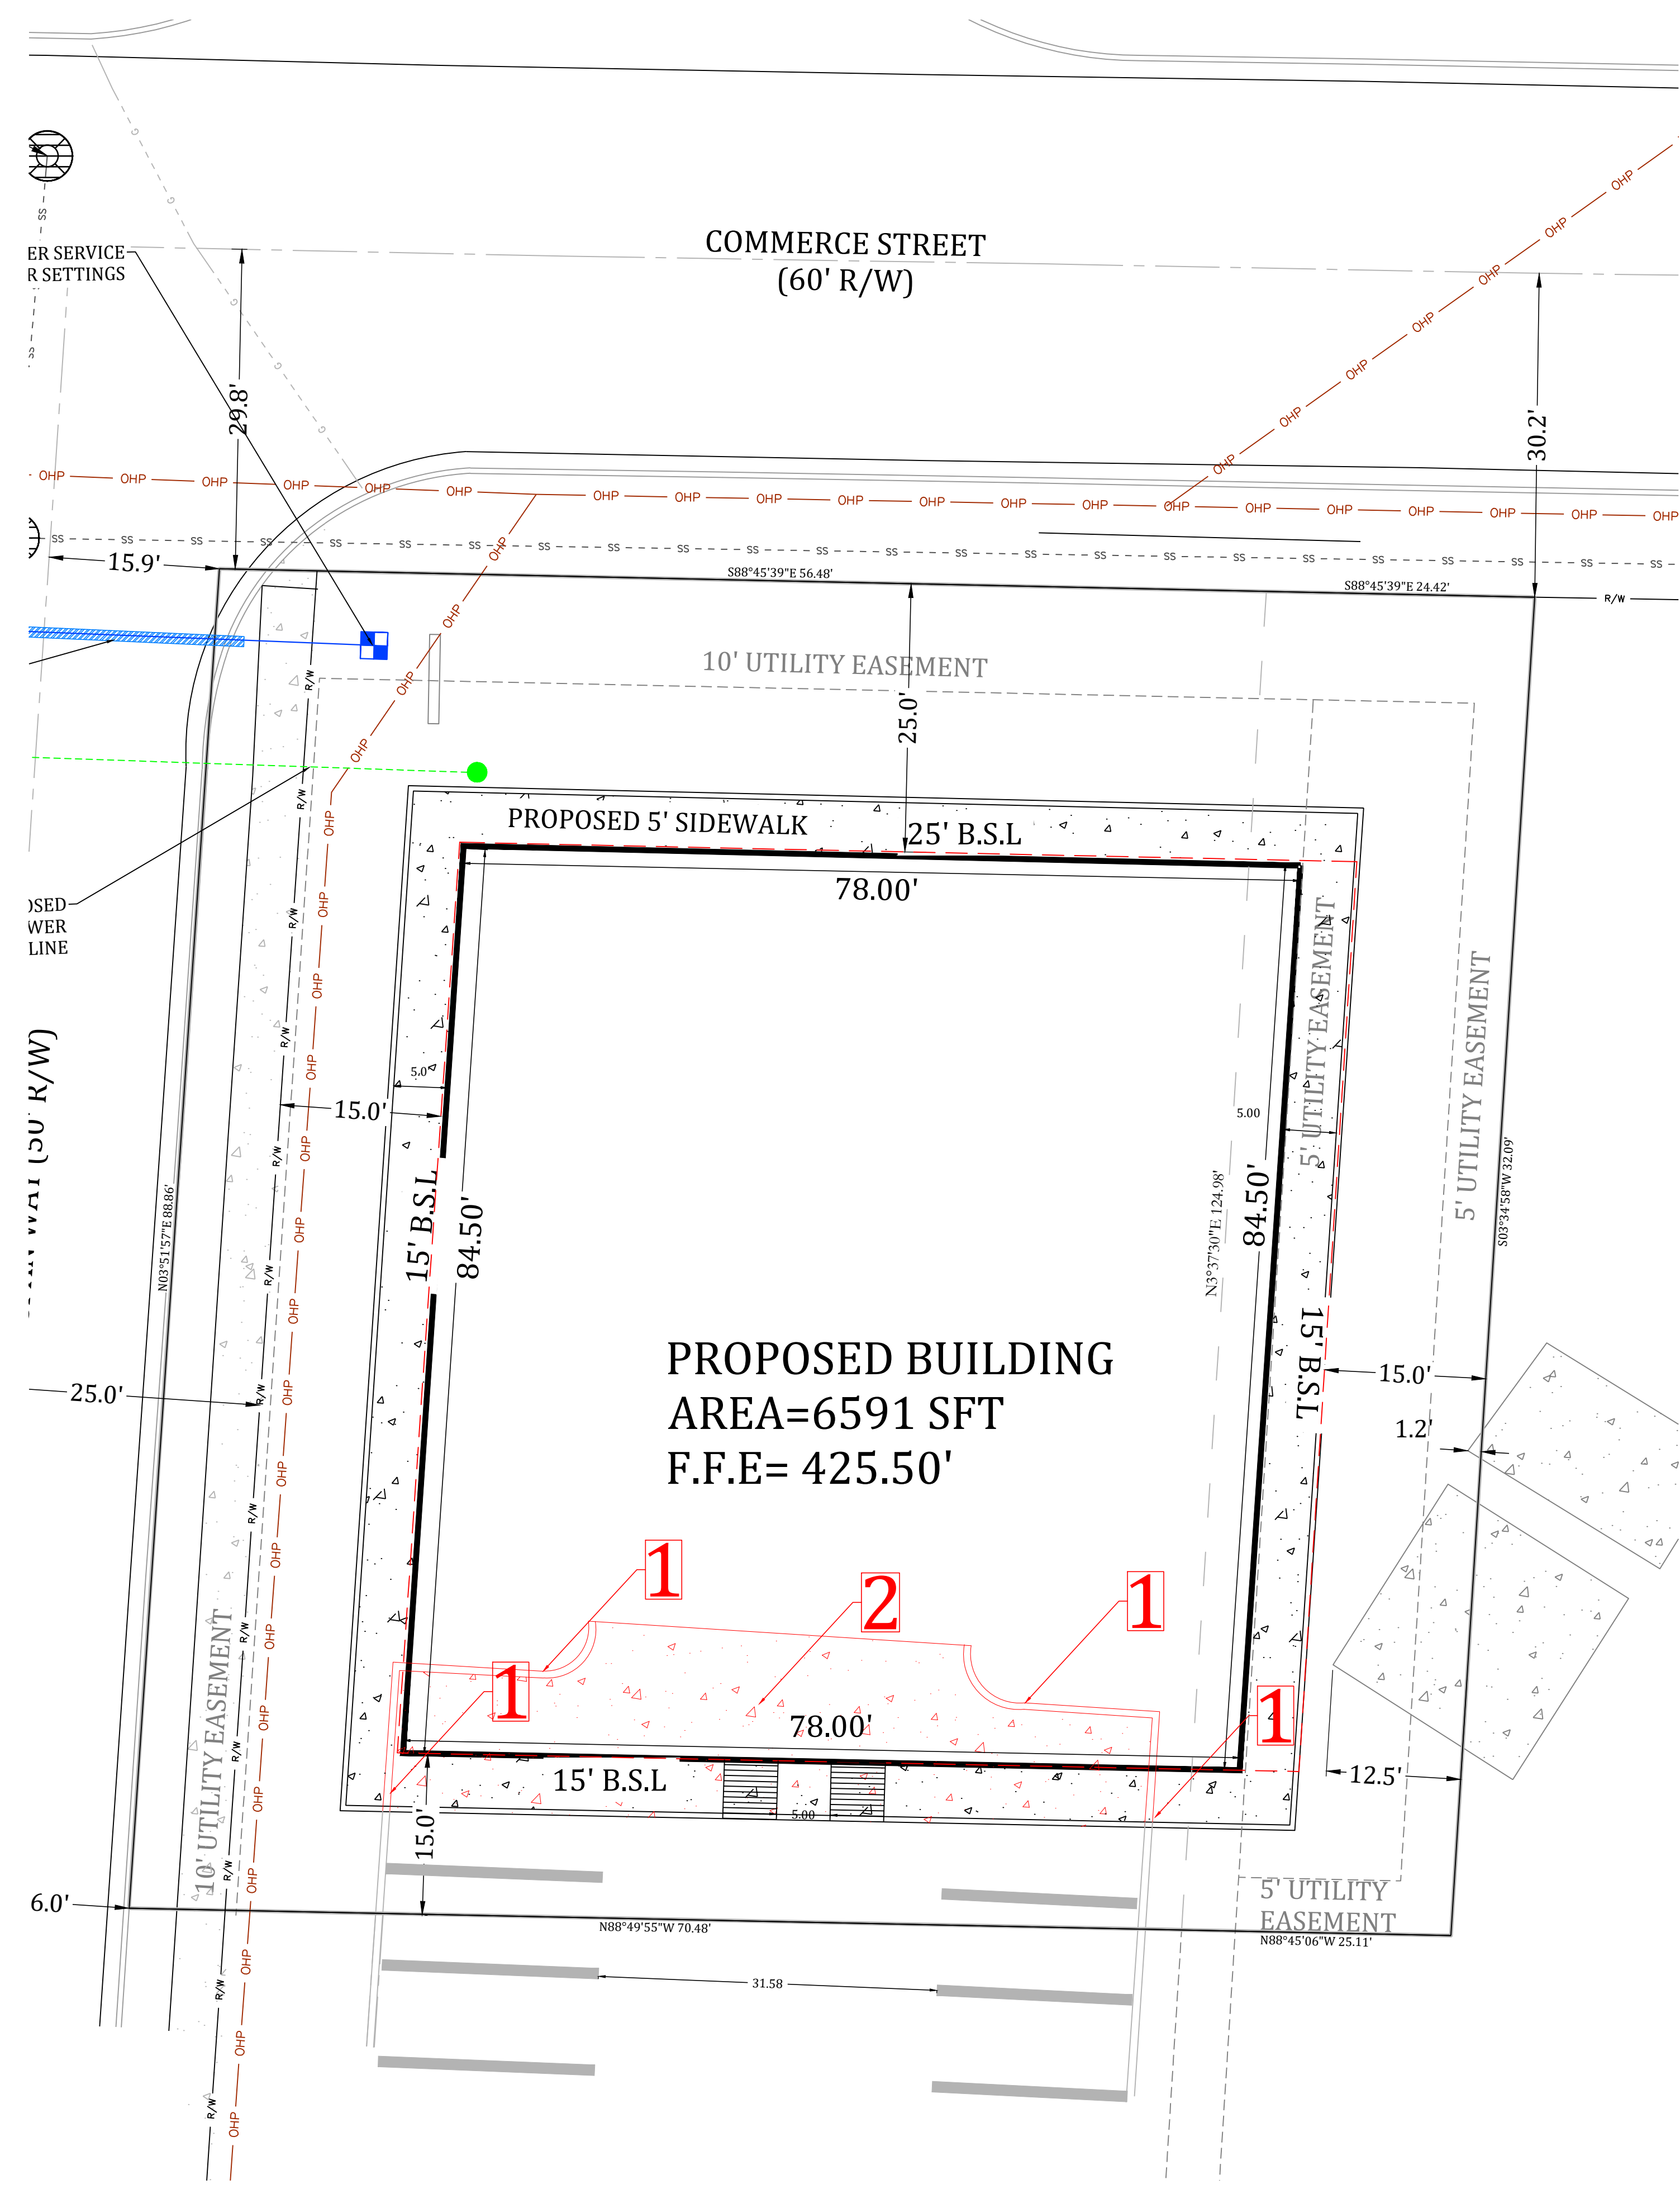 ER SERVICE
R SETTINGS
COMMERCE STREET
(60' R/W)
29.8'
30.2'
15.9'
S88°45'39"E 56.48'
S88°45'39"E 24.42'
R/W
OHP
SS
G
10' UTILITY EASEMENT
25.0'
PROPOSED 5' SIDEWALK
25' B.S.L
78.00'
OSED
WER
LINE
(50' R/W)
5.0'
15.0'
15' B.S.L
84.50'
N03°51'57"E 88.86'
5.00
N3°37'30"E 124.98'
84.50'
5' UTILITY EASEMENT
5' UTILITY EASEMENT
S03°34'58"W 32.09'
15' B.S.L
15.0'
1.2'
25.0'
PROPOSED BUILDING
AREA=6591 SFT
F.F.E= 425.50'
1
2
1
1
1
78.00'
15' B.S.L
5.00
15.0'
12.5'
10' UTILITY EASEMENT
6.0'
5' UTILITY
EASEMENT
N88°49'55"W 70.48'
N88°45'06"W 25.11'
31.58